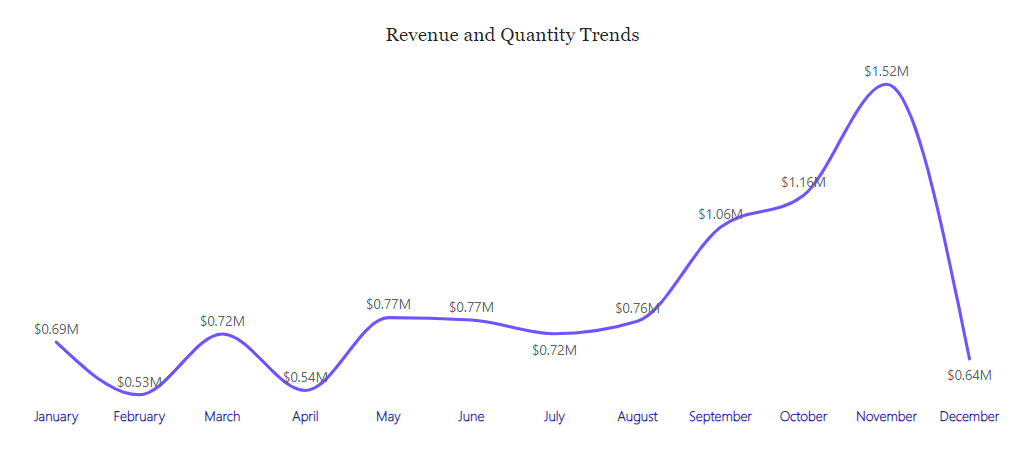 Revenue and Quantity Trends
$1.52M
$1.16M
$1.06M
$0.77M $0.77M $0.76M
$0.69M $0.72M
$0.72M
$0.53M $0.54M $0.64M
January February March April May June July August September October November December